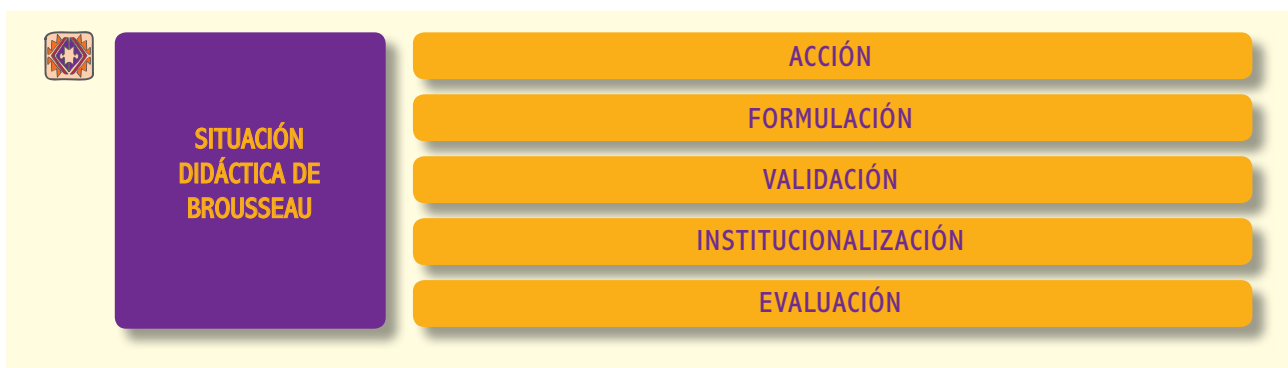 SITUACIÓN
DIDÁCTICA DE
BROUSSEAU
ACCIÓN
FORMULACIÓN
VALIDACIÓN
INSTITUCIONALIZACIÓN
EVALUACIÓN